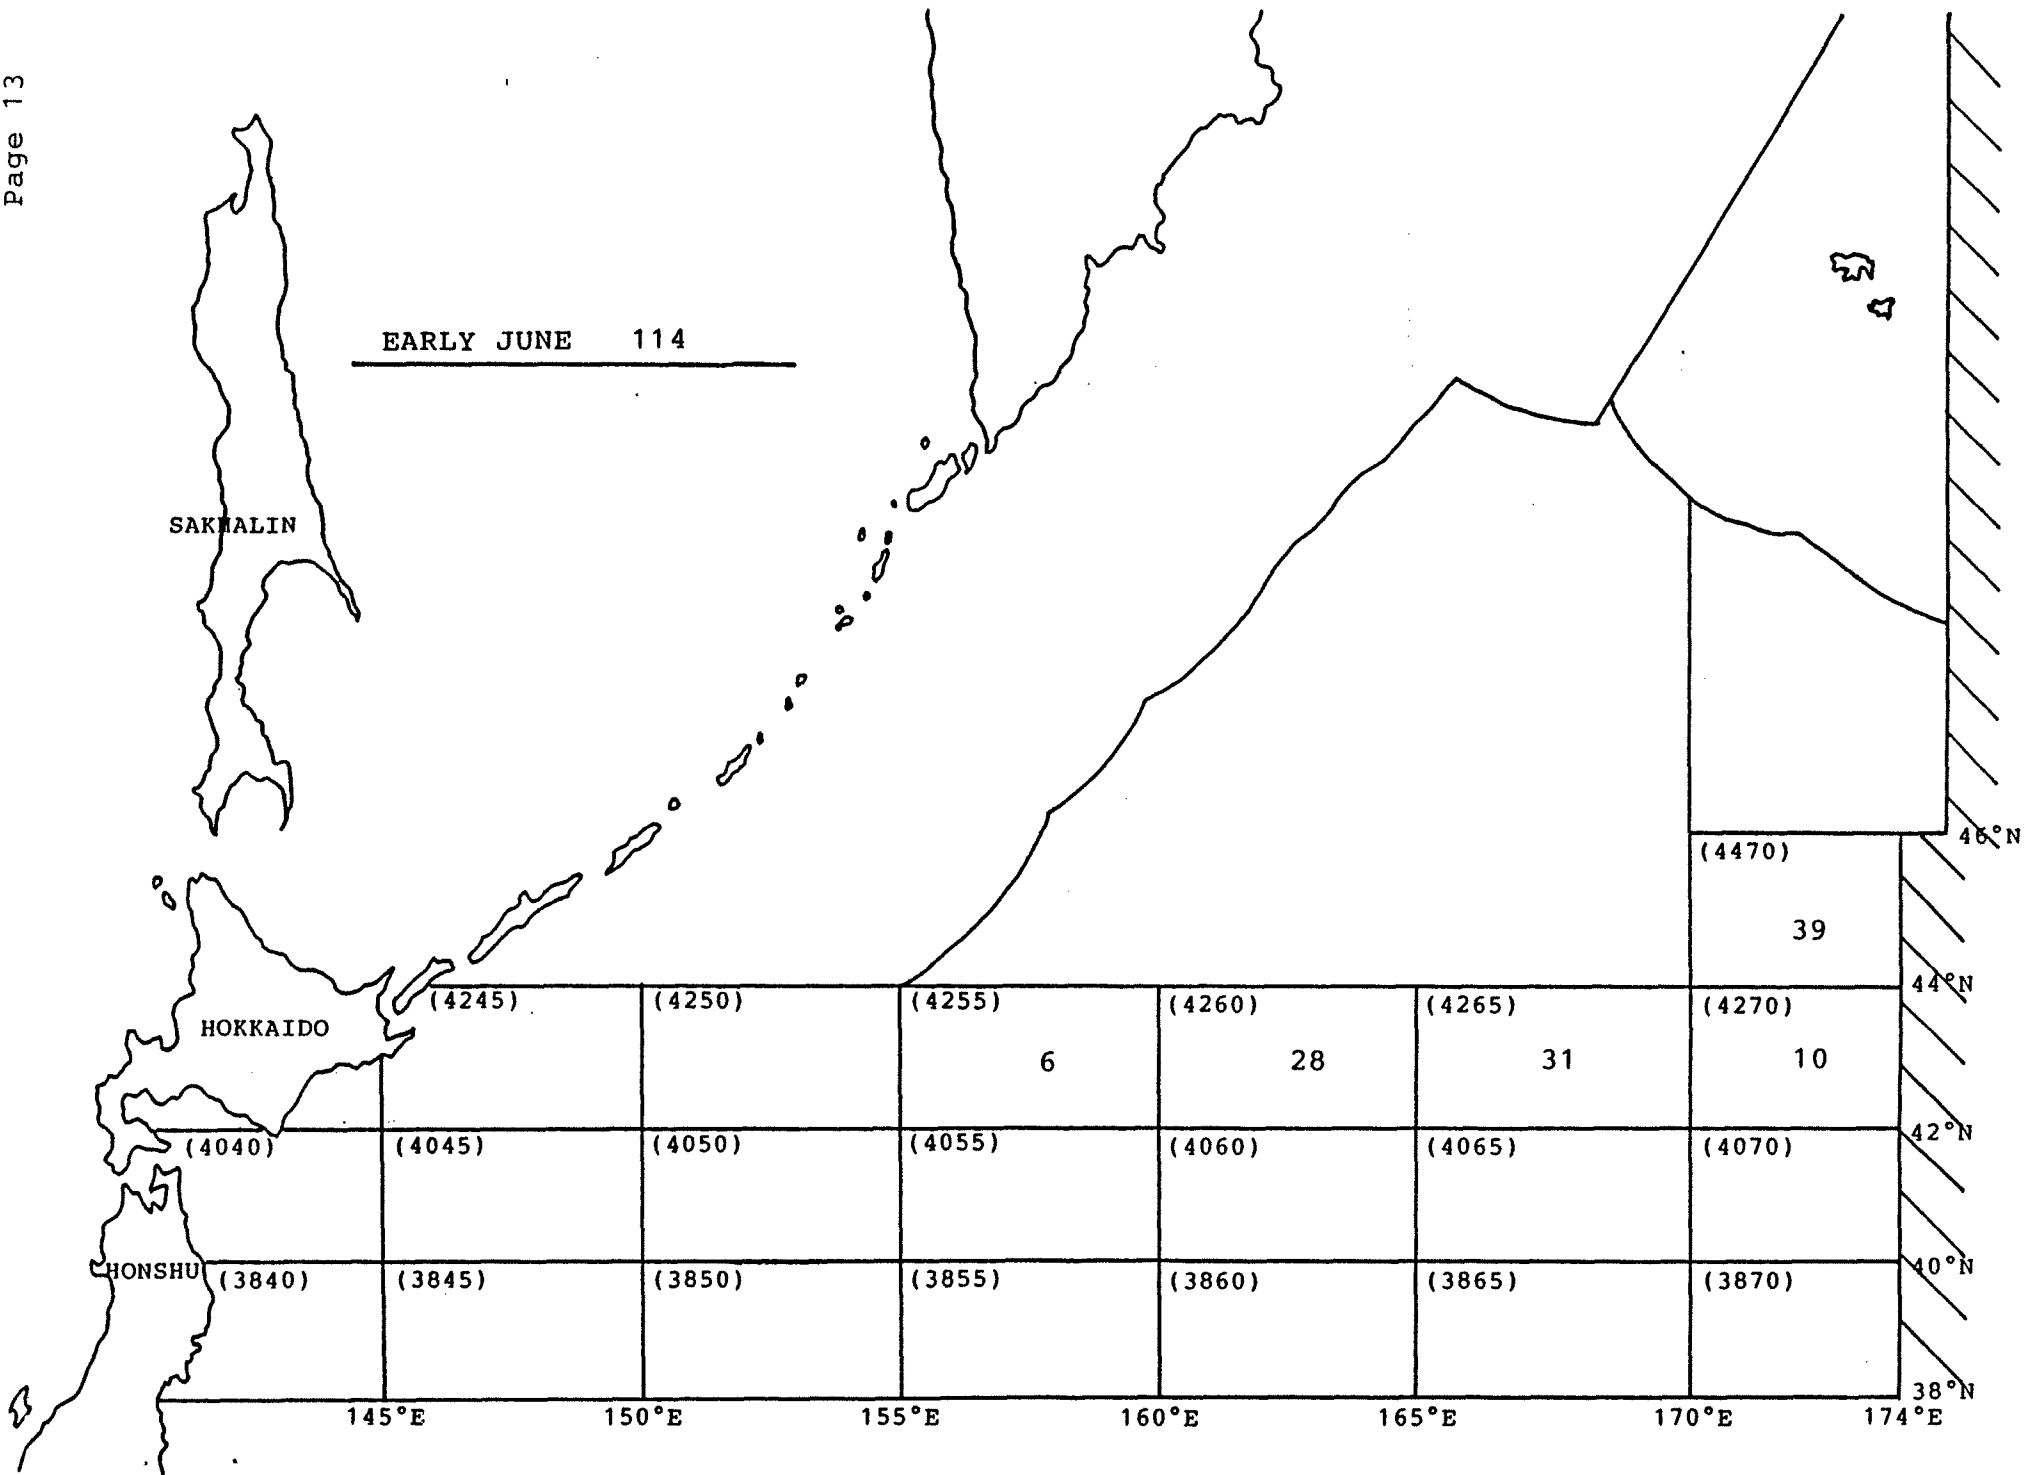 Page 13
EARLY JUNE 114
SAKHALIN
46°N
(4470)
39
44°N
(4245) (4250) (4255) (4260) (4265) (4270)
HOKKAIDO
6 28 31 10
42°N
(4040) (4045) (4050) (4055) (4060) (4065) (4070)
40°N
HONSHU (3840) (3845) (3850) (3855) (3860) (3865) (3870)
38°N
145°E 150°E 155°E 160°E 165°E 170°E 174°E